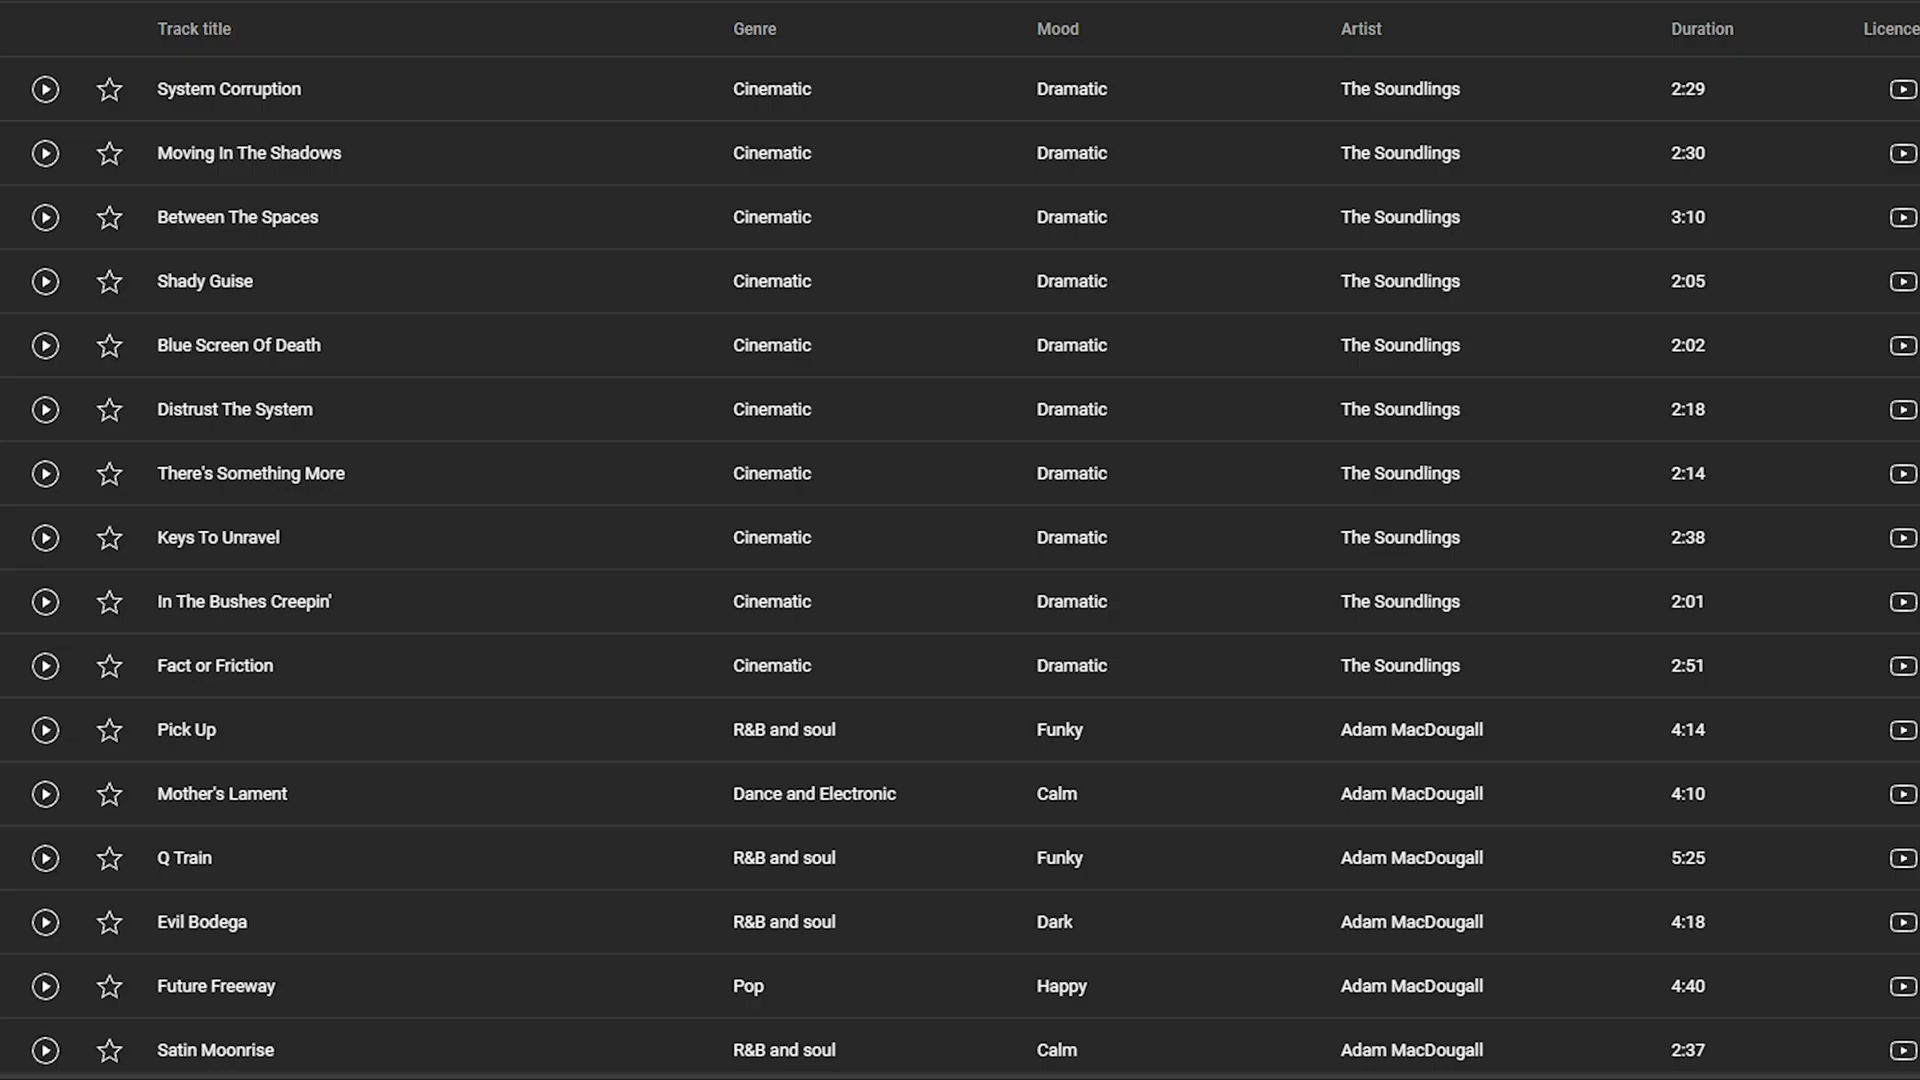 Track title Genre Mood Artist Duration Licence
System Corruption Cinematic Dramatic The Soundlings 2:29
Moving In The Shadows Cinematic Dramatic The Soundlings 2:30
Between The Spaces Cinematic Dramatic The Soundlings 3:10
Shady Guise Cinematic Dramatic The Soundlings 2:05
Blue Screen Of Death Cinematic Dramatic The Soundlings 2:02
Distrust The System Cinematic Dramatic The Soundlings 2:18
There's Something More Cinematic Dramatic The Soundlings 2:14
Keys To Unravel Cinematic Dramatic The Soundlings 2:38
In The Bushes Creepin' Cinematic Dramatic The Soundlings 2:01
Fact or Friction Cinematic Dramatic The Soundlings 2:51
Pick Up R&B and soul Funky Adam MacDougall 4:14
Mother's Lament Dance and Electronic Calm Adam MacDougall 4:10
Q Train R&B and soul Funky Adam MacDougall 5:25
Evil Bodega R&B and soul Dark Adam MacDougall 4:18
Future Freeway Pop Happy Adam MacDougall 4:40
Satin Moonrise R&B and soul Calm Adam MacDougall 2:37